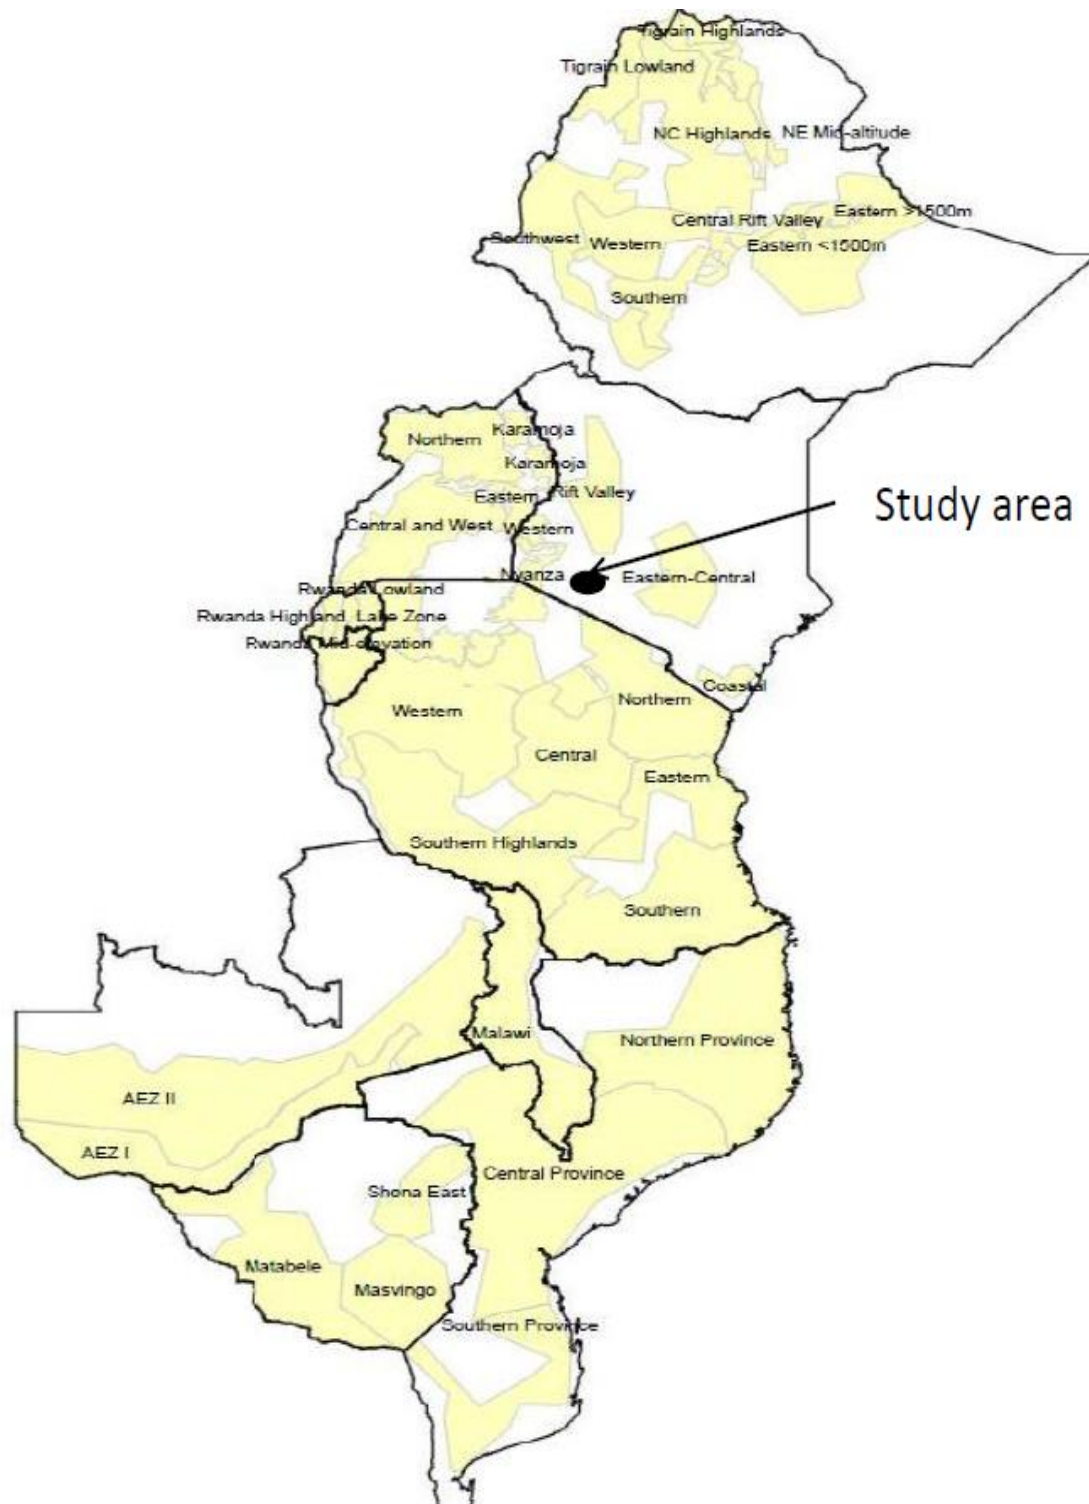 Tigrain Highlands
Tigrain Lowland
NC Highlands
NE Mid-altitude
Eastern >1500m
Central Rift Valley
Southwest
Western
Eastern <1500m
Southern
Karamoja
Northern
Karamoja
Rift Valley
Eastern
Study area
Central and West
Western
Nyanza
Eastern-Central
Rwanda Lowland
Rwanda Highland
Lake Zone
Rwanda Mid-elevation
Coastal
Northern
Western
Central
Eastern
Southern Highlands
Southern
Malawi
Northern Province
AEZ II
AEZ I
Central Province
Shona East
Matabele
Masvingo
Southern Province